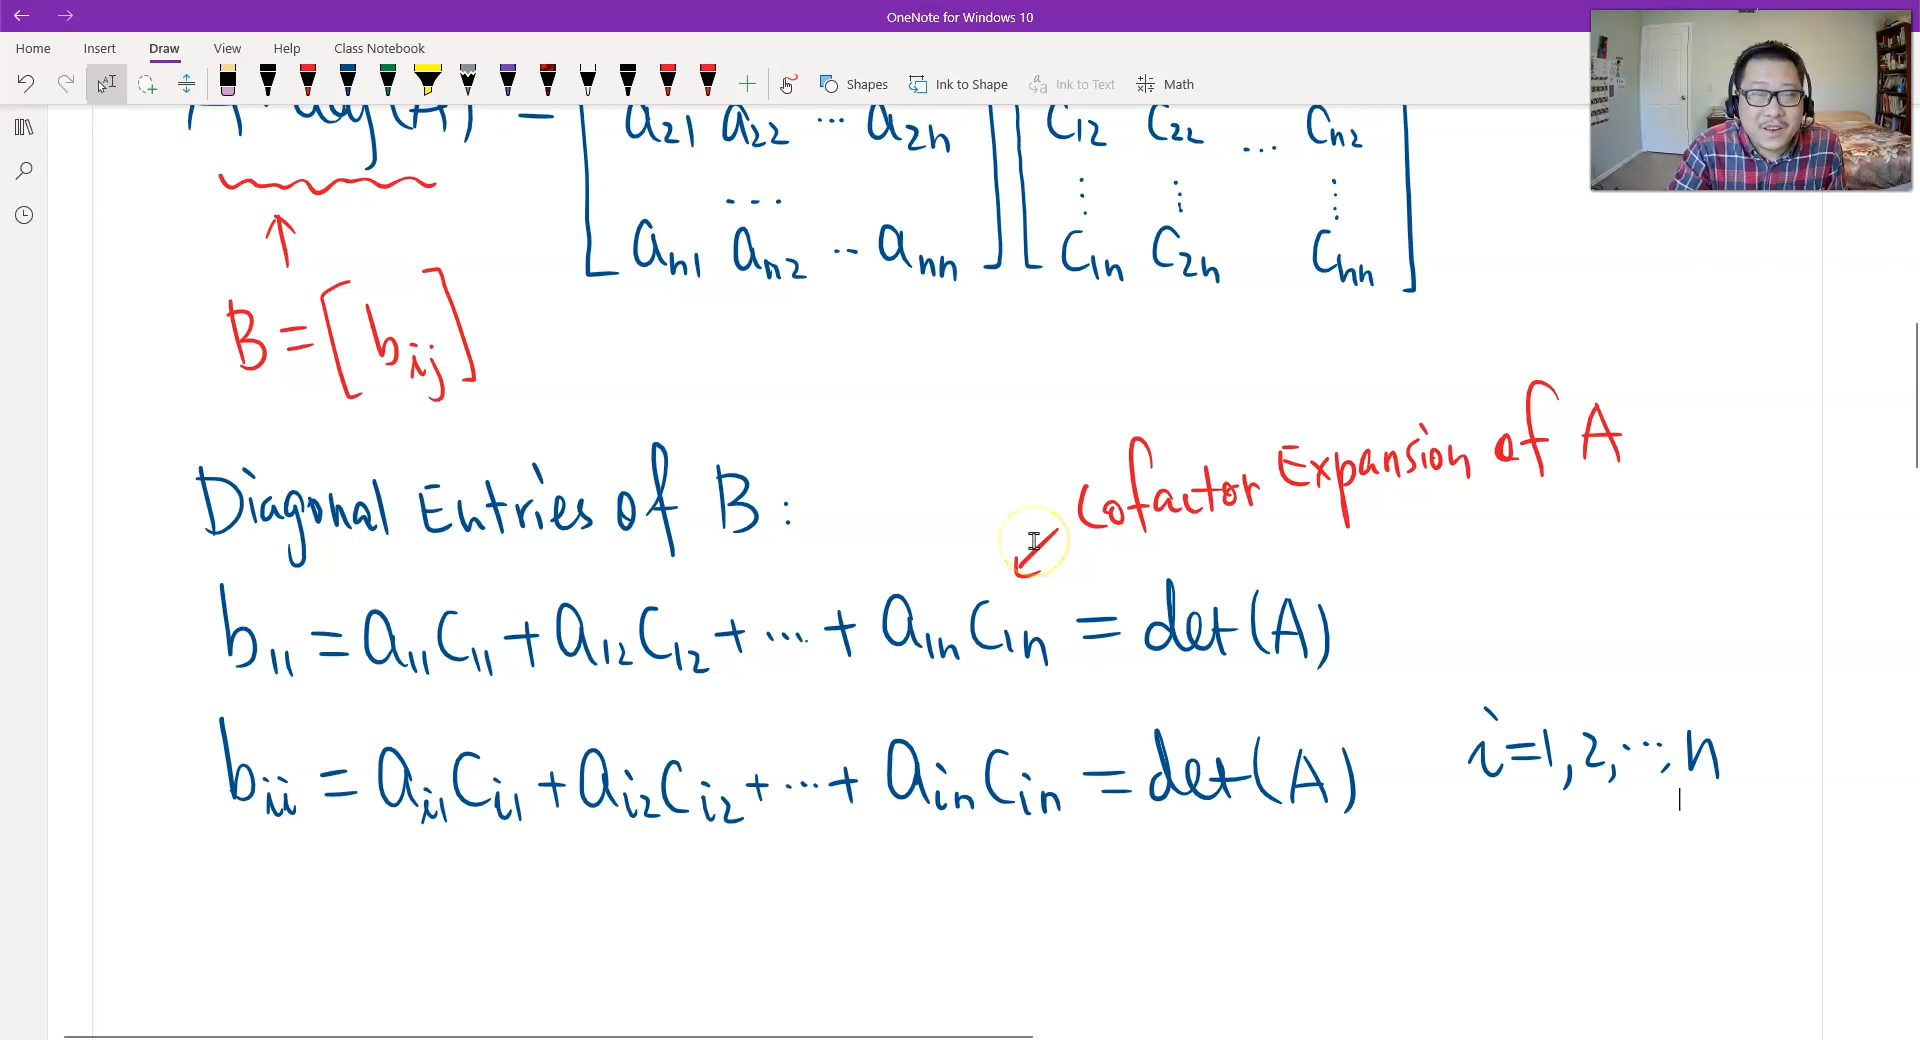 OneNote for Windows 10
Home Insert Draw View Help Class Notebook
Shapes Ink to Shape Ink to Text Math
A · adj(A) = [ a21 a22 ... a2n ] [ c12 c22 ... cn2 ]
... ⋮ ⋮ ⋮
an1 an2 .. ann c1n c2n cnn
B = [bij]
Cofactor Expansion of A
Diagonal Entries of B :
b11 = a11c11 + a12c12 + ... + a1nc1n = det(A)
bii = ai1ci1 + ai2ci2 + ... + aincin = det(A) i=1,2,...,n